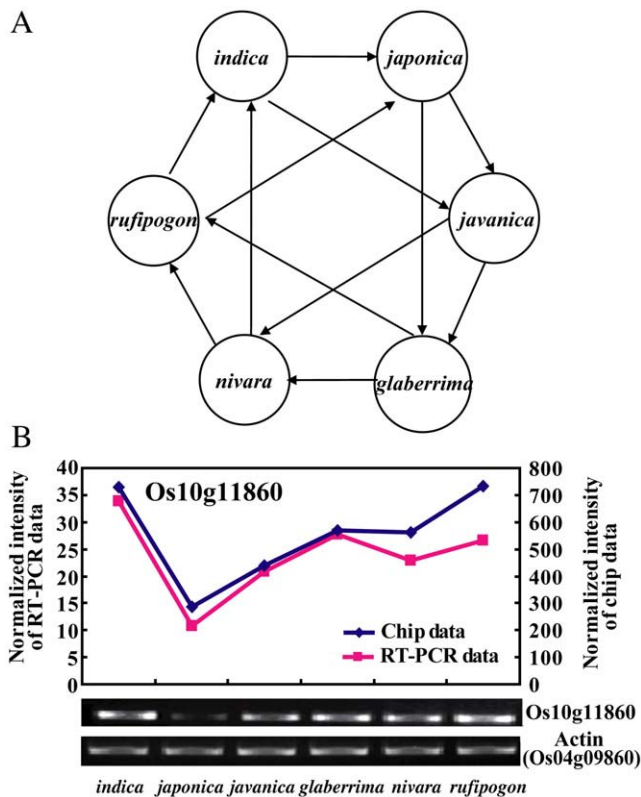 A
indica
japonica
rufipogon
javanica
nivara
glaberrima
B
Normalized intensity
of RT-PCR data
40
35
30
25
20
15
10
5
0
Os10g11860
Chip data
RT-PCR data
800
700
600
500
400
300
200
100
0
Normalized intensity
of chip data
Os10g11860
Actin
(Os04g09860)
indica japonica javanica glaberrima nivara rufipogon